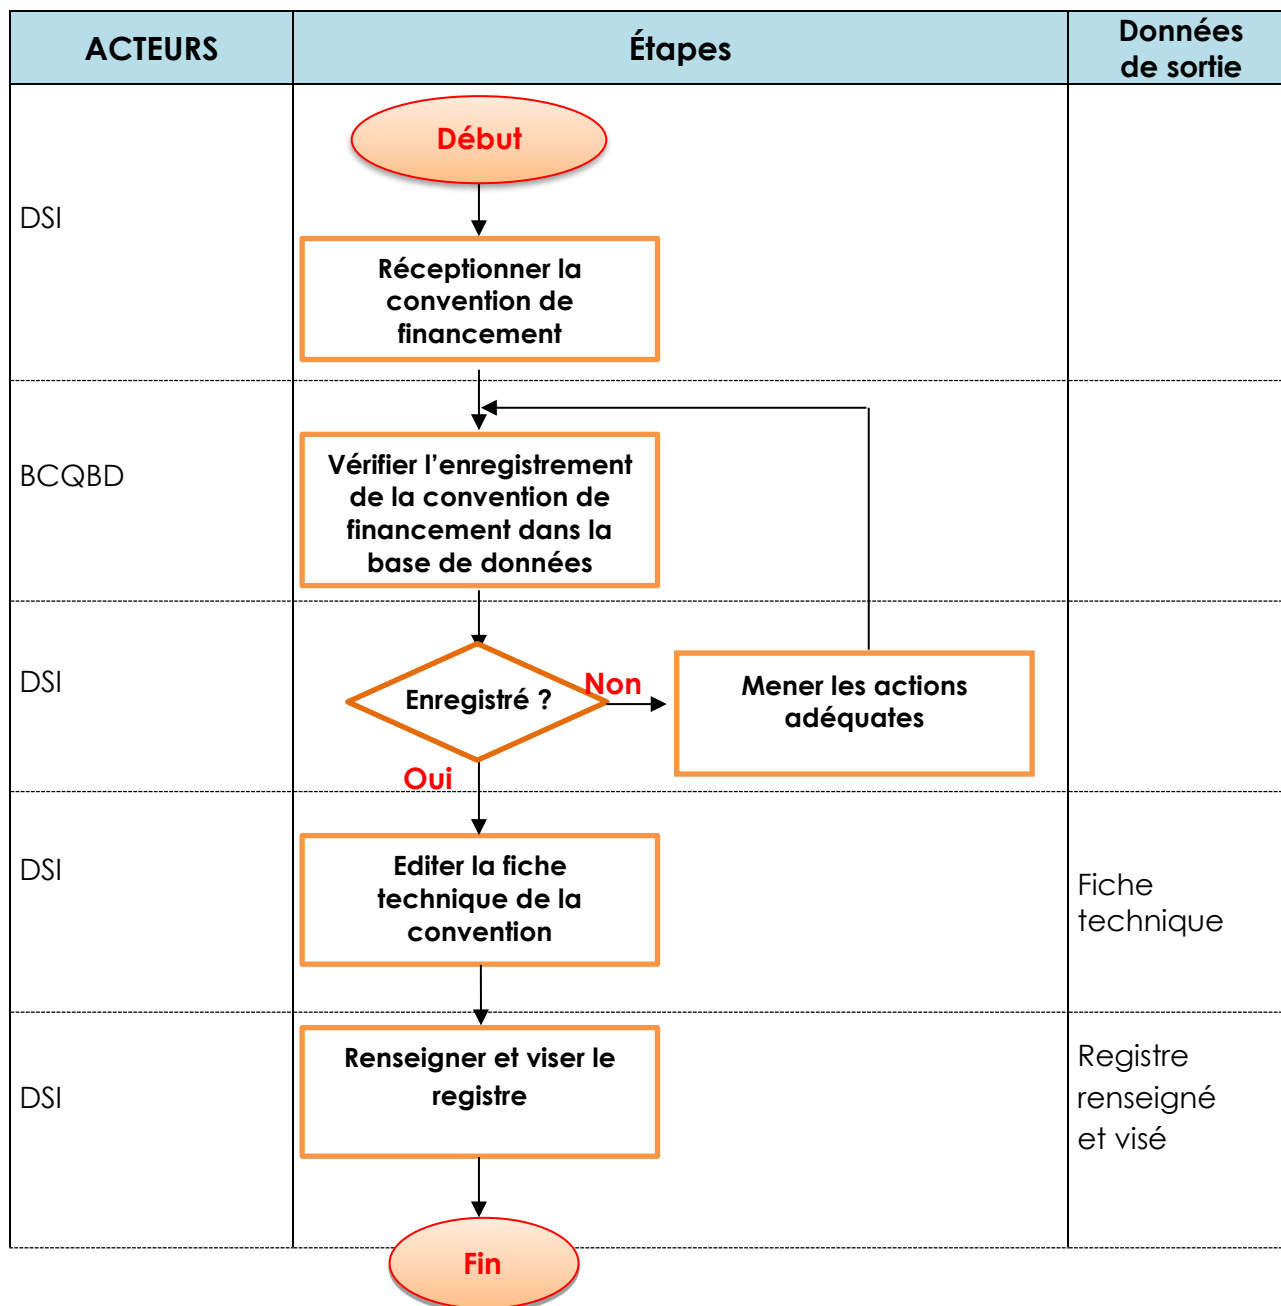 ACTEURS
Étapes
Données
de sortie
Début
DSI
Réceptionner la
convention de
financement
BCQBD
Vérifier l’enregistrement
de la convention de
financement dans la
base de données
DSI
Enregistré ?
Non
Mener les actions
adéquates
Oui
DSI
Editer la fiche
technique de la
convention
Fiche
technique
DSI
Renseigner et viser le
registre
Registre
renseigné
et visé
Fin